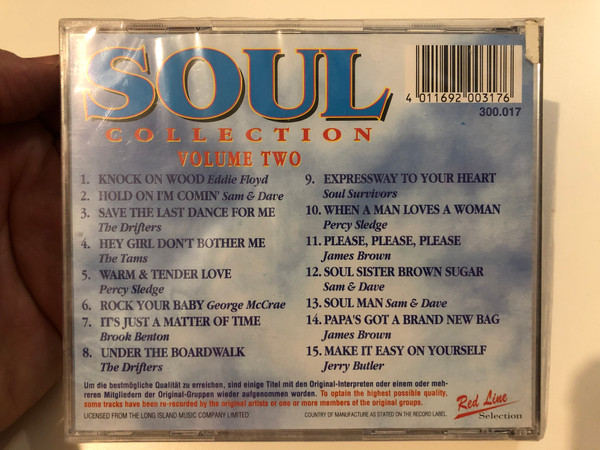 SOUL
COLLECTION
VOLUME TWO
4 011692 003176
300.017
1. KNOCK ON WOOD Eddie Floyd
2. HOLD ON I'M COMIN' Sam & Dave
3. SAVE THE LAST DANCE FOR ME
The Drifters
4. HEY GIRL DON'T BOTHER ME
The Tams
5. WARM & TENDER LOVE
Percy Sledge
6. ROCK YOUR BABY George McCrae
7. IT'S JUST A MATTER OF TIME
Brook Benton
8. UNDER THE BOARDWALK
The Drifters
9. EXPRESSWAY TO YOUR HEART
Soul Survivors
10. WHEN A MAN LOVES A WOMAN
Percy Sledge
11. PLEASE, PLEASE, PLEASE
James Brown
12. SOUL SISTER BROWN SUGAR
Sam & Dave
13. SOUL MAN Sam & Dave
14. PAPA'S GOT A BRAND NEW BAG
James Brown
15. MAKE IT EASY ON YOURSELF
Jerry Butler
Um die bestmögliche Qualität zu erreichen, sind einige Titel mit den Original-Interpreten oder einem oder meh-
reren Mitgliedern der Original-Gruppen wieder aufgenommen worden. To optain the highest possible quality,
some tracks have been re-recorded by the original artists or one or more members of the original groups.
LICENSED FROM THE LONG ISLAND MUSIC COMPANY LIMITED
COUNTRY OF MANUFACTURE AS STATED ON THE RECORD LABEL.
Red Line
Selection